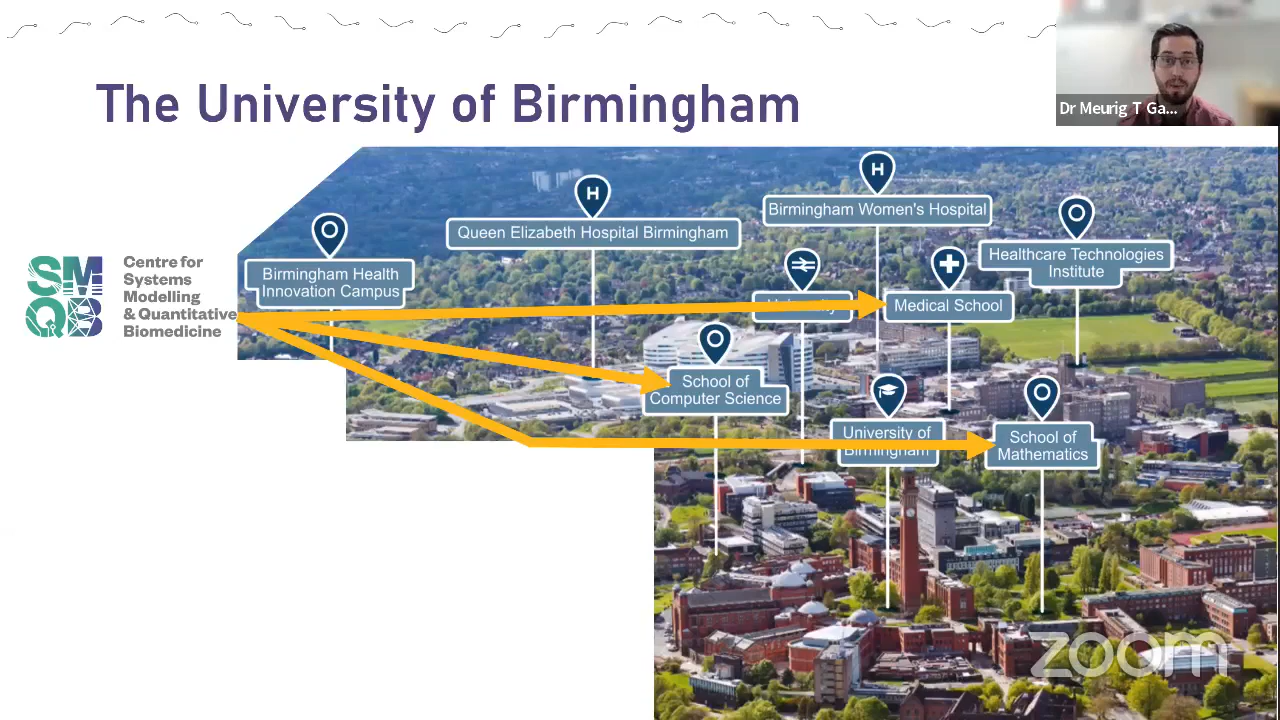 The University of Birmingham
Dr Meurig T Ga...
SMQB
Centre for
Systems
Modelling
& Quantitative
Biomedicine
H
Birmingham Women's Hospital
H
Queen Elizabeth Hospital Birmingham
Healthcare Technologies
Institute
Birmingham Health
Innovation Campus
University
Medical School
School of
Computer Science
University of
Birmingham
School of
Mathematics
zoom